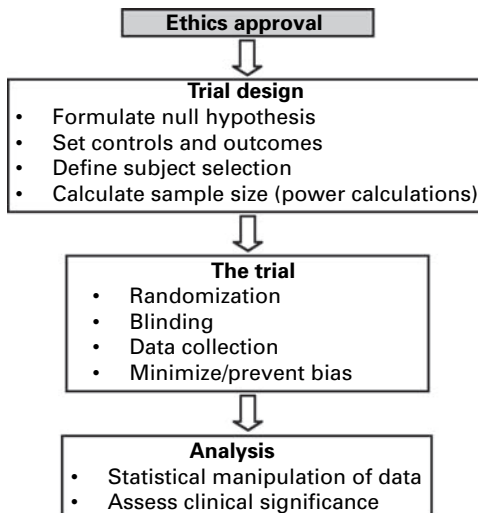 Ethics approval
Trial design
• Formulate null hypothesis
• Set controls and outcomes
• Define subject selection
• Calculate sample size (power calculations)
The trial
• Randomization
• Blinding
• Data collection
• Minimize/prevent bias
Analysis
• Statistical manipulation of data
• Assess clinical significance